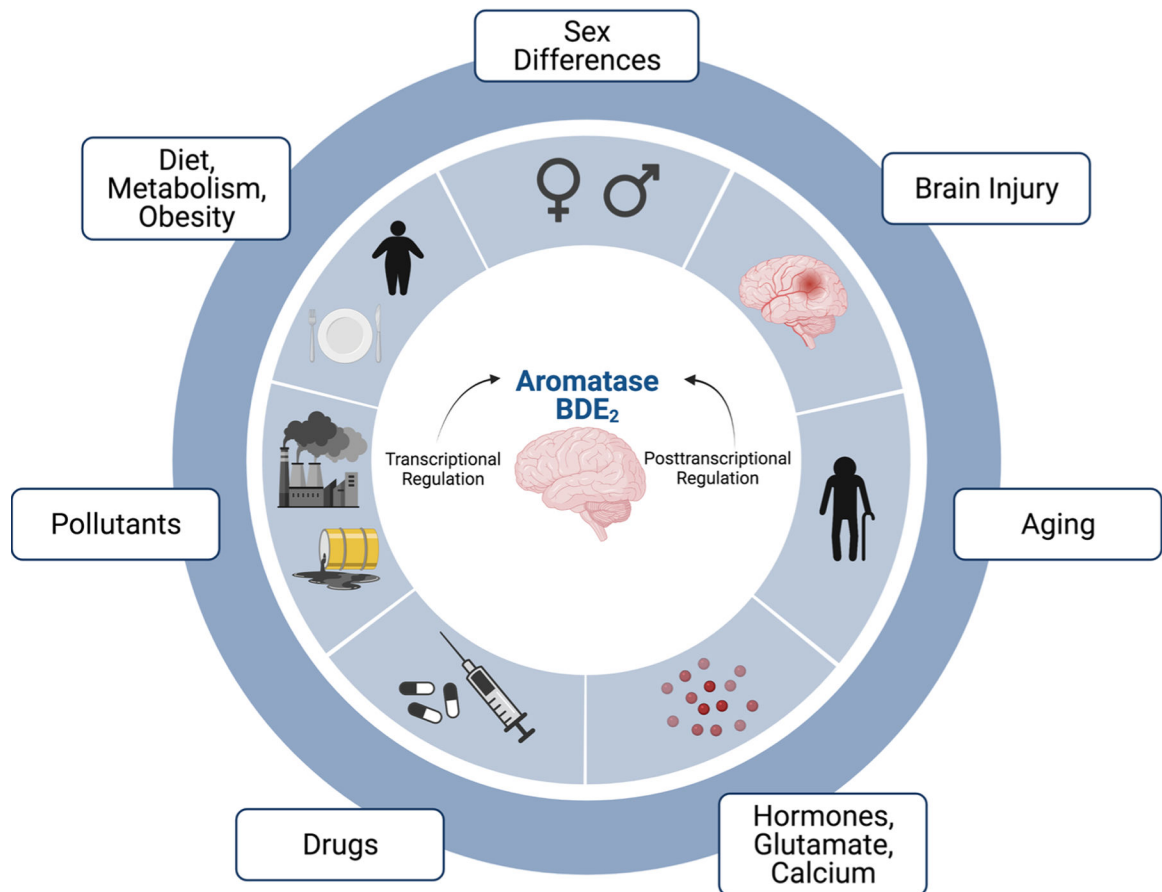 Sex
Differences
Diet,
Metabolism,
Obesity
Brain Injury
Aromatase
BDE₂
Transcriptional
Regulation
Posttranscriptional
Regulation
Pollutants
Aging
Drugs
Hormones,
Glutamate,
Calcium